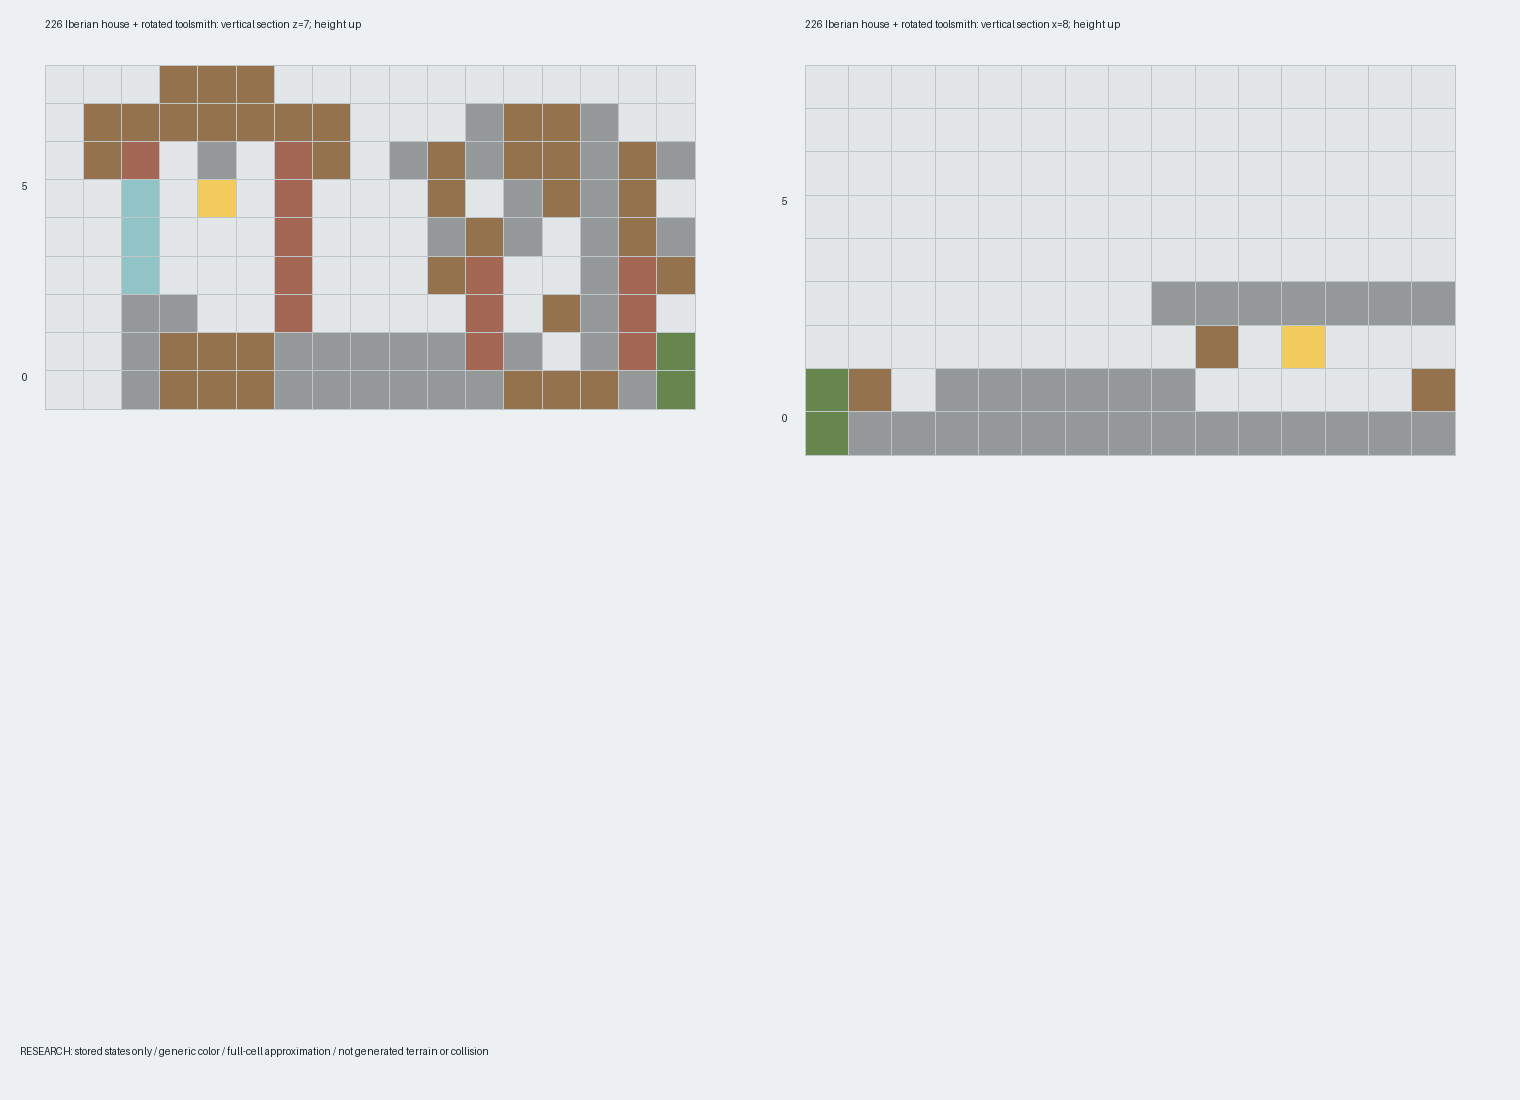 226 Iberian house + rotated toolsmith: vertical section z=7; height up
226 Iberian house + rotated toolsmith: vertical section x=8; height up
5
0
5
0
RESEARCH: stored states only / generic color / full-cell approximation / not generated terrain or collision